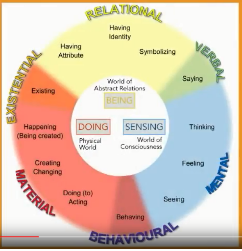 RELATIONAL
Having
Identity
Having
Attribute
Symbolizing
EXISTENTIAL
VERBAL
Saying
World of
Abstract Relations
BEING
Existing
DOING
SENSING
Thinking
Happening
(Being created)
Physical
World
World of
Consciousness
Feeling
Creating
Changing
MENTAL
MATERIAL
Doing (to)
Acting
Seeing
Behaving
BEHAVIOURAL